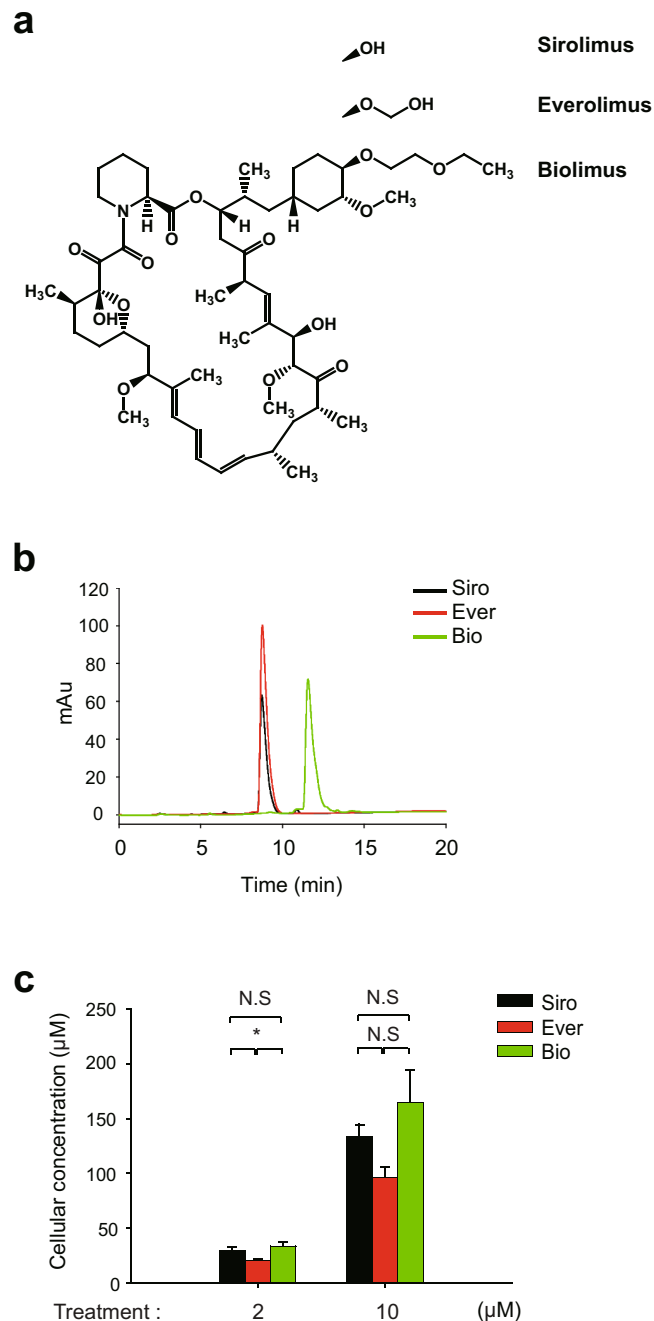 a
OH
Sirolimus
O OH
Everolimus
CH3 O O CH3
Biolimus
O O CH3
N H O H
O O O
H3C H3C
OH O H3C OH
O CH3 O O
H3C CH3 CH3
CH3
b
Siro
Ever
Bio
120
100
80
60
40
20
0
mAu
0 5 10 15 20
Time (min)
c
N.S N.S
* N.S
Siro
Ever
Bio
250
200
150
100
50
0
Cellular concentration (µM)
Treatment : 2 10 (µM)